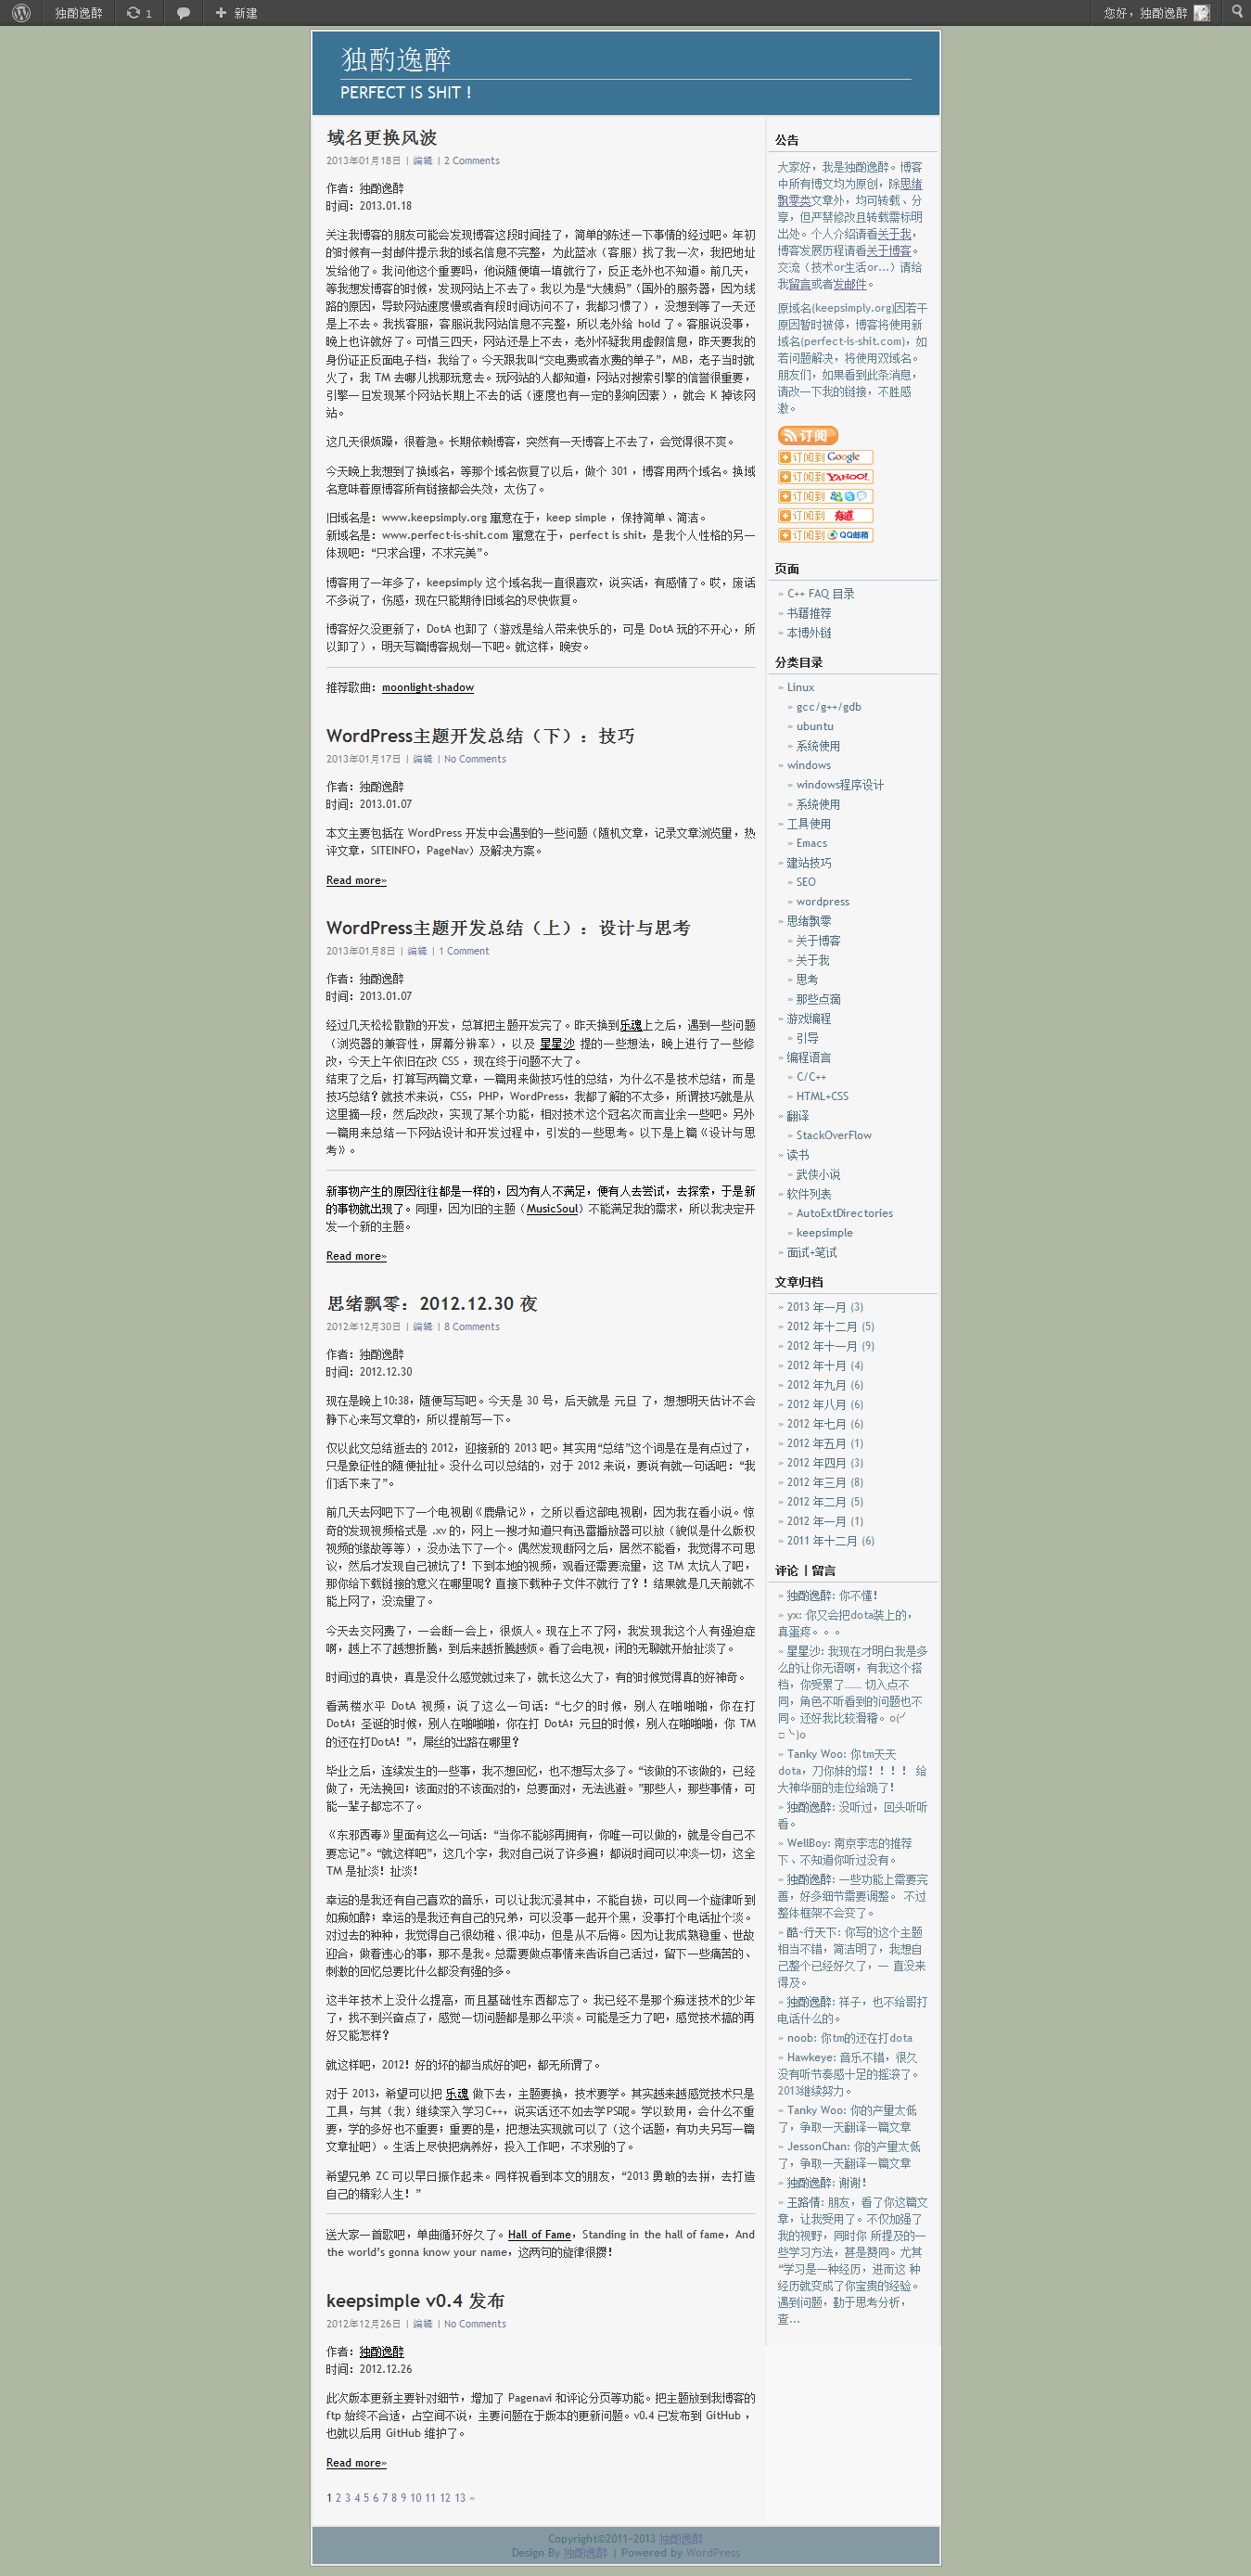 独酌逸醉
1
新建
您好，独酌逸醉
独酌逸醉
PERFECT IS SHIT !
域名更换风波
2013年01月18日 | 编辑 | 2 Comments
作者：独酌逸醉
时间：2013.01.18
关注我博客的朋友可能会发现博客这段时间挂了，简单的陈述一下事情的经过吧。年初
的时候有一封邮件提示我的域名信息不完整，为此蓝冰（客服）找了我一次，我把地址
发给他了。我问他这个重要吗，他说随便填一填就行了，反正老外也不知道。前几天，
等我想发博客的时候，发现网站上不去了。我以为是“大姨妈”（国外的服务器，因为线
路的原因，导致网站速度慢或者有段时间访问不了，我都习惯了），没想到等了一天还
是上不去。我找客服，客服说我网站信息不完整，所以老外给 hold 了。客服说没事，
晚上也许就好了。可惜三四天，网站还是上不去，老外怀疑我用虚假信息，昨天要我的
身份证正反面电子档，我给了。今天跟我叫“交电费或者水费的单子”，MB，老子当时就
火了，我 TM 去哪儿找那玩意去。玩网站的人都知道，网站对搜索引擎的信誉很重要，
引擎一旦发现某个网站长期上不去的话（速度也有一定的影响因素），就会 K 掉该网
站。
这几天很烦躁，很着急。长期依赖博客，突然有一天博客上不去了，会觉得很不爽。
今天晚上我想到了换域名，等那个域名恢复了以后，做个 301 ，博客用两个域名。换域
名意味着原博客所有链接都会失效，太伤了。
旧域名是：www.keepsimply.org 寓意在于，keep simple ，保持简单、简洁。
新域名是：www.perfect-is-shit.com 寓意在于，perfect is shit，是我个人性格的另一
体现吧：“只求合理，不求完美”。
博客用了一年多了，keepsimply 这个域名我一直很喜欢，说实话，有感情了。哎，废话
不多说了，伤感，现在只能期待旧域名的尽快恢复。
博客好久没更新了，DotA 也卸了（游戏是给人带来快乐的，可是 DotA 玩的不开心，所
以卸了），明天写篇博客规划一下吧。就这样，晚安。
推荐歌曲：moonlight-shadow
WordPress主题开发总结（下）：技巧
2013年01月17日 | 编辑 | No Comments
作者：独酌逸醉
时间：2013.01.07
本文主要包括在 WordPress 开发中会遇到的一些问题（随机文章，记录文章浏览量，热
评文章，SITEINFO，PageNav）及解决方案。
Read more»
WordPress主题开发总结（上）：设计与思考
2013年01月8日 | 编辑 | 1 Comment
作者：独酌逸醉
时间：2013.01.07
经过几天松松散散的开发，总算把主题开发完了。昨天换到乐魂上之后，遇到一些问题
（浏览器的兼容性，屏幕分辨率），以及 星星沙 提的一些想法，晚上进行了一些修
改，今天上午依旧在改 CSS ，现在终于问题不大了。
结束了之后，打算写两篇文章，一篇用来做技巧性的总结，为什么不是技术总结，而是
技巧总结？就技术来说，CSS，PHP，WordPress，我都了解的不太多，所谓技巧就是从
这里摘一段，然后改改，实现了某个功能，相对技术这个冠名次而言业余一些吧。另外
一篇用来总结一下网站设计和开发过程中，引发的一些思考。以下是上篇《设计与思
考》。
新事物产生的原因往往都是一样的，因为有人不满足，便有人去尝试，去探索，于是新
的事物就出现了。同理，因为旧的主题（MusicSoul）不能满足我的需求，所以我决定开
发一个新的主题。
Read more»
思绪飘零：2012.12.30 夜
2012年12月30日 | 编辑 | 8 Comments
作者：独酌逸醉
时间：2012.12.30
现在是晚上10:38，随便写写吧。今天是 30 号，后天就是 元旦 了，想想明天估计不会
静下心来写文章的，所以提前写一下。
仅以此文总结逝去的 2012，迎接新的 2013 吧。其实用“总结”这个词是在是有点过了，
只是象征性的随便扯扯。没什么可以总结的，对于 2012 来说，要说有就一句话吧：“我
们活下来了”。
前几天去网吧下了一个电视剧《鹿鼎记》，之所以看这部电视剧，因为我在看小说。惊
奇的发现视频格式是 .xv 的，网上一搜才知道只有迅雷播放器可以放（貌似是什么版权
视频的缘故等等），没办法下了一个。偶然发现断网之后，居然不能看，我觉得不可思
议，然后才发现自己被坑了！下到本地的视频，观看还需要流量，这 TM 太坑人了吧，
那你给下载链接的意义在哪里呢？直接下载种子文件不就行了？！结果就是几天前就不
能上网了，没流量了。
今天去交网费了，一会断一会上，很烦人。现在上不了网，我发现我这个人有强迫症
啊，越上不了越想折腾，到后来越折腾越烦。看了会电视，闲的无聊就开始扯淡了。
时间过的真快，真是没什么感觉就过来了，就长这么大了，有的时候觉得真的好神奇。
看满楼水平 DotA 视频，说了这么一句话：“七夕的时候，别人在啪啪啪，你在打
DotA；圣诞的时候，别人在啪啪啪，你在打 DotA；元旦的时候，别人在啪啪啪，你 TM
的还在打DotA！”，屌丝的出路在哪里？
毕业之后，连续发生的一些事，我不想回忆，也不想写太多了。“该做的不该做的，已经
做了，无法挽回；该面对的不该面对的，总要面对，无法逃避。”那些人，那些事情，可
能一辈子都忘不了。
《东邪西毒》里面有这么一句话：“当你不能够再拥有，你唯一可以做的，就是令自己不
要忘记”。“就这样吧”，这几个字，我对自己说了许多遍；都说时间可以冲淡一切，这全
TM 是扯淡！扯淡！
幸运的是我还有自己喜欢的音乐，可以让我沉浸其中，不能自拔，可以同一个旋律听到
如痴如醉；幸运的是我还有自己的兄弟，可以没事一起开个黑，没事打个电话扯个淡。
对过去的种种，我觉得自己很幼稚、很冲动，但是从不后悔。因为让我成熟稳重、世故
迎合，做着违心的事，那不是我。总需要做点事情来告诉自己活过，留下一些痛苦的、
刺激的回忆总要比什么都没有强的多。
这半年技术上没什么提高，而且基础性东西都忘了。我已经不是那个痴迷技术的少年
了，找不到兴奋点了，感觉一切问题都是那么平淡。可能是乏力了吧，感觉技术搞的再
好又能怎样？
就这样吧，2012！好的坏的都当成好的吧，都无所谓了。
对于 2013，希望可以把 乐魂 做下去，主题要换，技术要学。其实越来越感觉技术只是
工具，与其（我）继续深入学习C++，说实话还不如去学PS呢。学以致用，会什么不重
要，学的多好也不重要；重要的是，把想法实现就可以了（这个话题，有功夫另写一篇
文章扯吧）。生活上尽快把病养好，投入工作吧，不求别的了。
希望兄弟 ZC 可以早日振作起来。同样祝看到本文的朋友，“2013 勇敢的去拼，去打造
自己的精彩人生！”
送大家一首歌吧，单曲循环好久了。Hall of Fame，Standing in the hall of fame，And
the world’s gonna know your name，这两句的旋律很攒！
keepsimple v0.4 发布
2012年12月26日 | 编辑 | No Comments
作者：独酌逸醉
时间：2012.12.26
此次版本更新主要针对细节，增加了 Pagenavi 和评论分页等功能。把主题放到我博客的
ftp 始终不合适，占空间不说，主要问题在于版本的更新问题。v0.4 已发布到 GitHub ，
也就以后用 GitHub 维护了。
Read more»
1 2 3 4 5 6 7 8 9 10 11 12 13 »
公告
大家好，我是独酌逸醉。博客
中所有博文均为原创，除思绪
飘零类文章外，均可转载、分
享，但严禁修改且转载需标明
出处。个人介绍请看关于我，
博客发展历程请看关于博客。
交流（技术or生活or...）请给
我留言或者发邮件。
原域名(keepsimply.org)因若干
原因暂时被停，博客将使用新
域名(perfect-is-shit.com)，如
若问题解决，将使用双域名。
朋友们，如果看到此条消息，
请改一下我的链接，不胜感
激。
订阅
订阅到 Google
订阅到 YAHOO!
订阅到
订阅到 有道
订阅到 QQ邮箱
页面
» C++ FAQ 目录
» 书籍推荐
» 本博外链
分类目录
» Linux
» gcc/g++/gdb
» ubuntu
» 系统使用
» windows
» windows程序设计
» 系统使用
» 工具使用
» Emacs
» 建站技巧
» SEO
» wordpress
» 思绪飘零
» 关于博客
» 关于我
» 思考
» 那些点滴
» 游戏编程
» 引导
» 编程语言
» C/C++
» HTML+CSS
» 翻译
» StackOverFlow
» 读书
» 武侠小说
» 软件列表
» AutoExtDirectories
» keepsimple
» 面试+笔试
文章归档
» 2013 年一月 (3)
» 2012 年十二月 (5)
» 2012 年十一月 (9)
» 2012 年十月 (4)
» 2012 年九月 (6)
» 2012 年八月 (6)
» 2012 年七月 (6)
» 2012 年五月 (1)
» 2012 年四月 (3)
» 2012 年三月 (8)
» 2012 年二月 (5)
» 2012 年一月 (1)
» 2011 年十二月 (6)
评论 | 留言
» 独酌逸醉: 你不懂！
» yx: 你又会把dota装上的，
真蛋疼。。。
» 星星沙: 我现在才明白我是多
么的让你无语啊，有我这个搭
档，你受累了...... 切入点不
同，角色不听看到的问题也不
同。还好我比较滑稽。o(╯
□╰)o
» Tanky Woo: 你tm天天
dota，刀你妹的塔！！！！ 给
大神华丽的走位给跪了！
» 独酌逸醉: 没听过，回头听听
看。
» WellBoy: 南京李志的推荐
下、不知道你听过没有。
» 独酌逸醉: 一些功能上需要完
善，好多细节需要调整。 不过
整体框架不会变了。
» 酷~行天下: 你写的这个主题
相当不错，简洁明了，我想自
己整个已经好久了，一 直没来
得及。
» 独酌逸醉: 祥子，也不给哥打
电话什么的。
» noob: 你tm的还在打dota
» Hawkeye: 音乐不错，很久
没有听节奏感十足的摇滚了。
2013继续努力。
» Tanky Woo: 你的产量太低
了，争取一天翻译一篇文章
» JessonChan: 你的产量太低
了，争取一天翻译一篇文章
» 独酌逸醉: 谢谢！
» 王路情: 朋友，看了你这篇文
章，让我受用了。不仅加强了
我的视野，同时你 所提及的一
些学习方法，甚是赞同。尤其
“学习是一种经历，进而这 种
经历就变成了你宝贵的经验。
遇到问题，勤于思考分析，
查...
Copyright©2011-2013 独酌逸醉
Design By 独酌逸醉 | Powered by WordPress